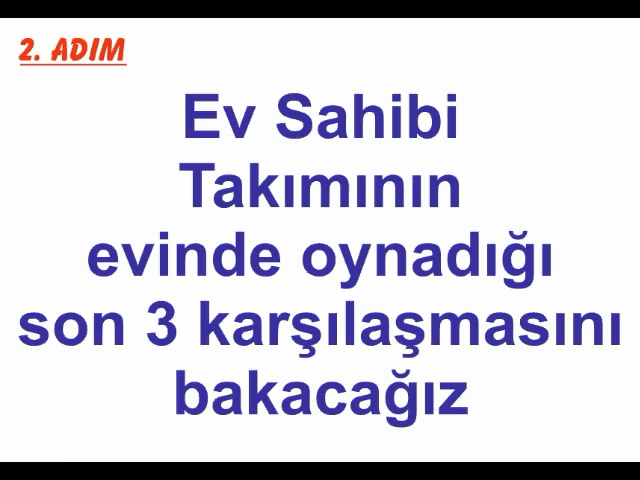 2. ADIM
Ev Sahibi
Takımının
evinde oynadığı
son 3 karşılaşmasını
bakacağız